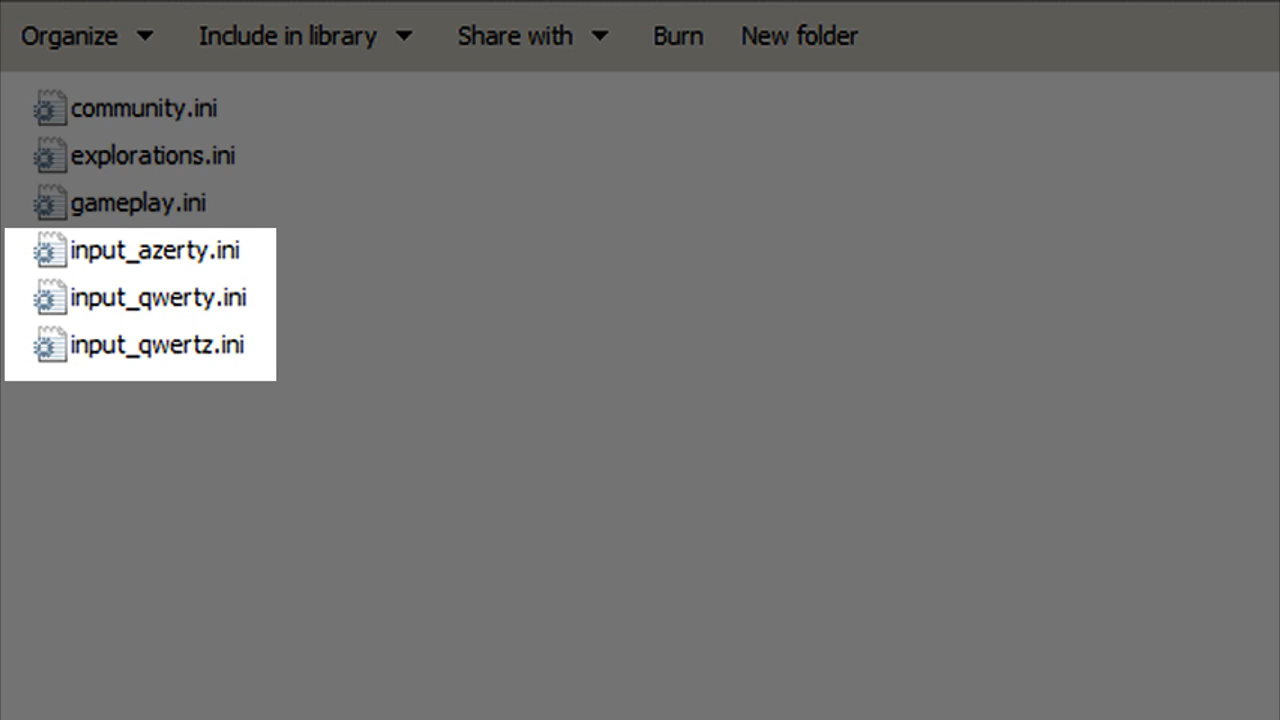 Organize Include in library Share with Burn New folder
community.ini
explorations.ini
gameplay.ini
input_azerty.ini
input_qwerty.ini
input_qwertz.ini